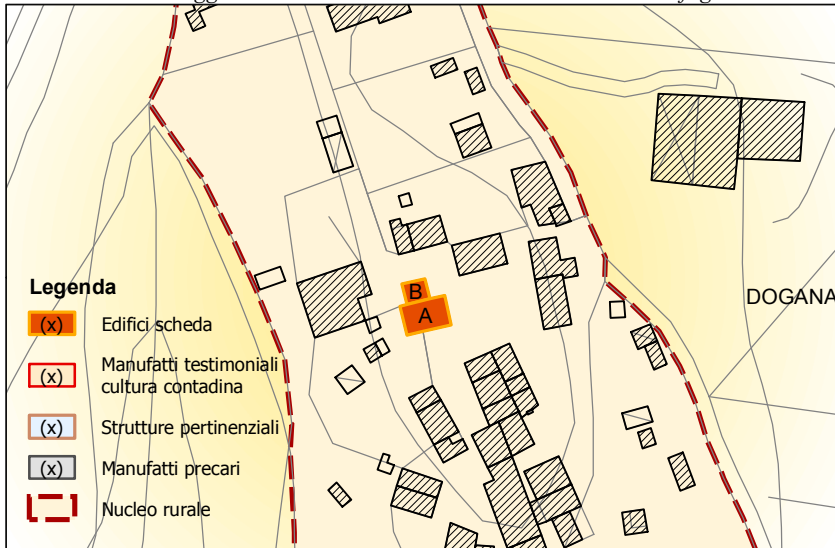 B
A
DOGANA
Legenda
(x) Edifici scheda
(x) Manufatti testimoniali
cultura contadina
(x) Strutture pertinenziali
(x) Manufatti precari
Nucleo rurale